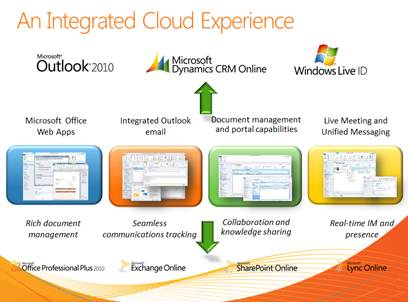 An Integrated Cloud Experience
Microsoft®
Outlook® 2010
Microsoft
Dynamics CRM Online
Windows Live ID
Microsoft Office
Web Apps
Integrated Outlook
email
Document management
and portal capabilities
Live Meeting and
Unified Messaging
Rich document
management
Seamless
communications tracking
Collaboration and
knowledge sharing
Real-time IM and
presence
Office Professional Plus 2010
Exchange Online
SharePoint Online
Lync Online